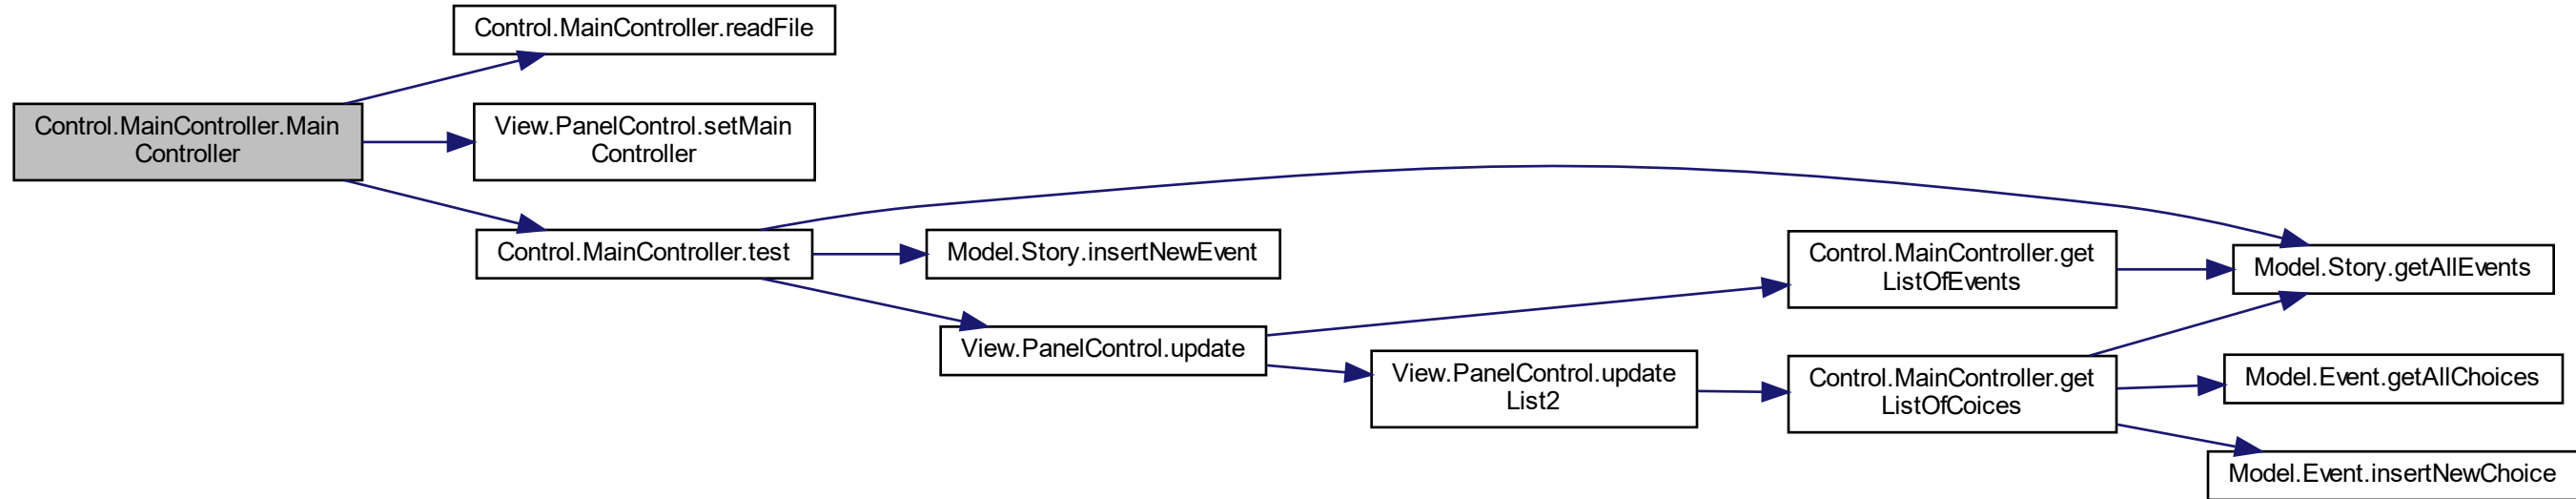 Control.MainController.readFile
Control.MainController.Main
Controller
View.PanelControl.setMain
Controller
Control.MainController.test
Model.Story.insertNewEvent
View.PanelControl.update
Control.MainController.get
ListOfEvents
View.PanelControl.update
List2
Control.MainController.get
ListOfCoices
Model.Story.getAllEvents
Model.Event.getAllChoices
Model.Event.insertNewChoice